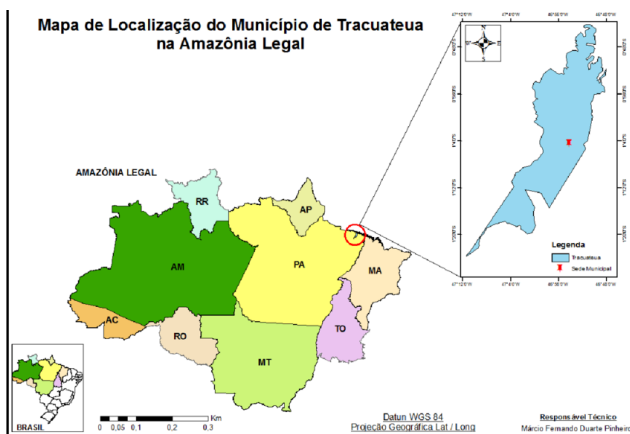 Mapa de Localização do Município de Tracuateua
na Amazônia Legal
AMAZÔNIA LEGAL
RR
AP
AM
PA
MA
AC
RO
TO
MT
Legenda
Tracuateua
Sede Municipal
BRASIL
Km
0 0,05 0,1 0,2 0,3
Datun WGS 84
Projeção Geográfica Lat / Long
Responsável Técnico
Márcio Fernando Duarte Pinheiro